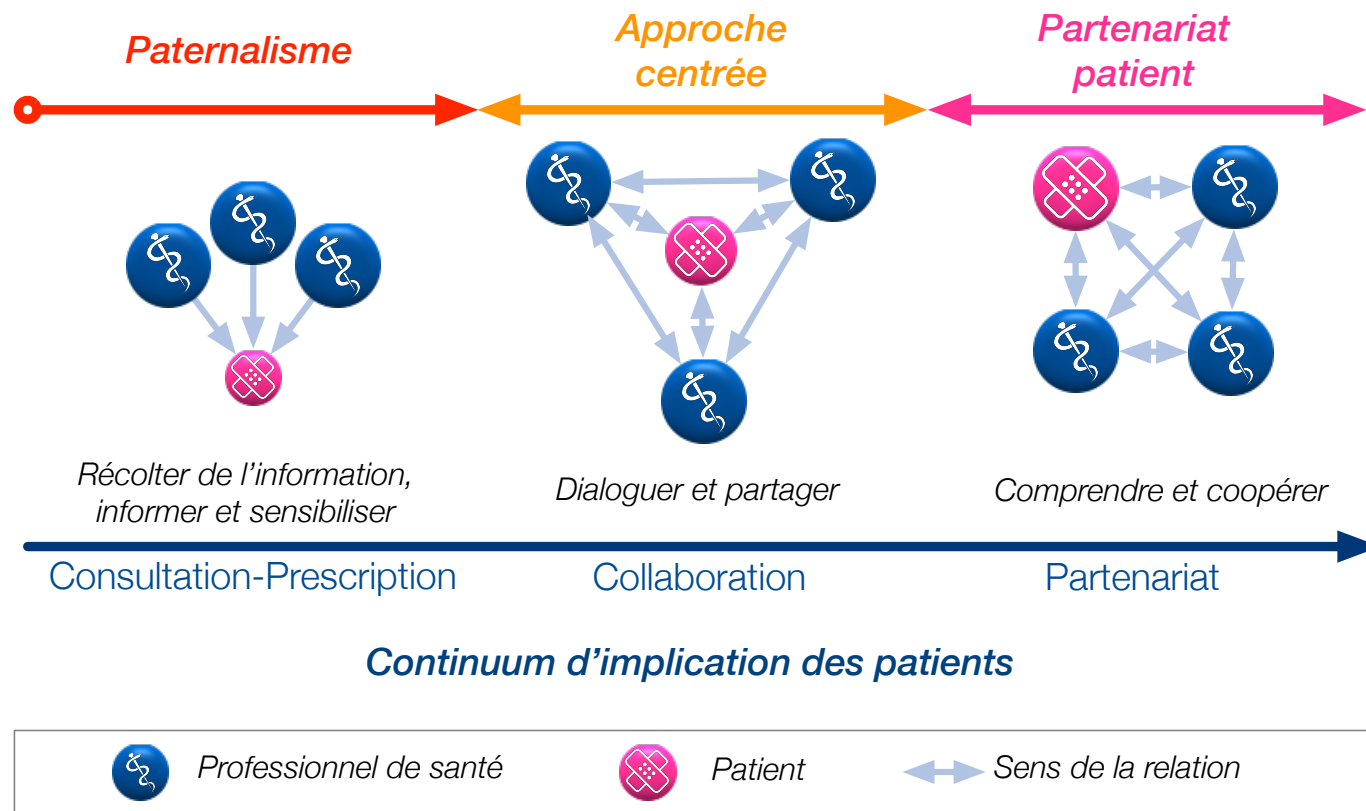 Paternalisme
Approche
centrée
Partenariat
patient
Récolter de l’information,
informer et sensibiliser
Dialoguer et partager
Comprendre et coopérer
Consultation-Prescription
Collaboration
Partenariat
Continuum d’implication des patients
Professionnel de santé
Patient
Sens de la relation